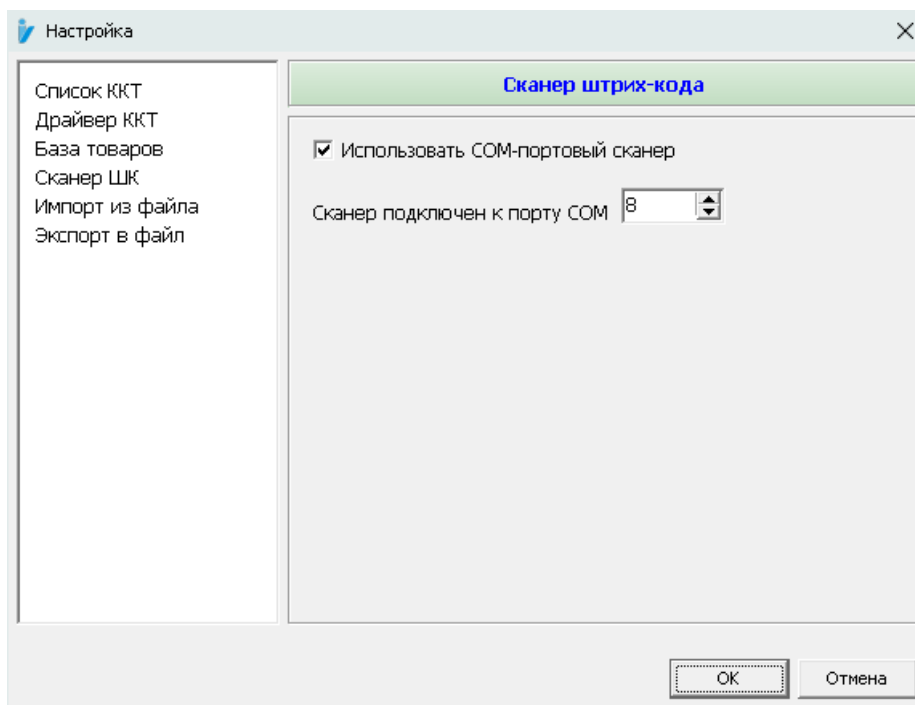 Настройка
Список ККТ
Драйвер ККТ
База товаров
Сканер ШК
Импорт из файла
Экспорт в файл
Сканер штрих-кода
Использовать COM-портовый сканер
Сканер подключен к порту COM 8
OK
Отмена